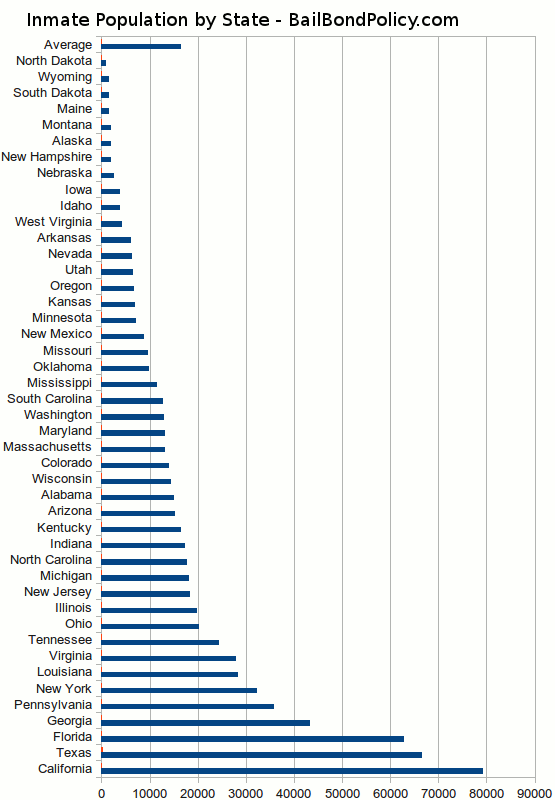 Inmate Population by State - BailBondPolicy.com
Average
North Dakota
Wyoming
South Dakota
Maine
Montana
Alaska
New Hampshire
Nebraska
Iowa
Idaho
West Virginia
Arkansas
Nevada
Utah
Oregon
Kansas
Minnesota
New Mexico
Missouri
Oklahoma
Mississippi
South Carolina
Washington
Maryland
Massachusetts
Colorado
Wisconsin
Alabama
Arizona
Kentucky
Indiana
North Carolina
Michigan
New Jersey
Illinois
Ohio
Tennessee
Virginia
Louisiana
New York
Pennsylvania
Georgia
Florida
Texas
California
0 10000 20000 30000 40000 50000 60000 70000 80000 90000